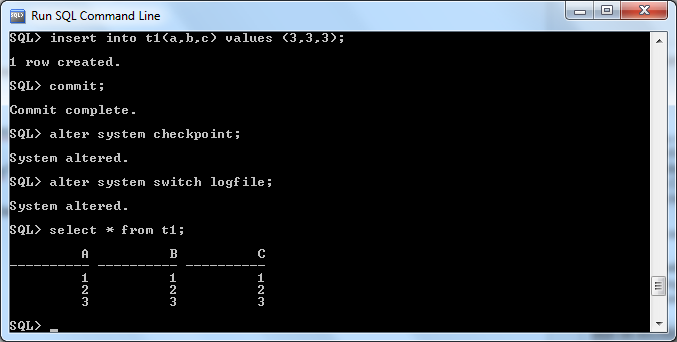 Run SQL Command Line
SQL> insert into t1(a,b,c) values (3,3,3);
1 row created.
SQL> commit;
Commit complete.
SQL> alter system checkpoint;
System altered.
SQL> alter system switch logfile;
System altered.
SQL> select * from t1;
A B C
---------- ---------- ----------
1 1 1
2 2 2
3 3 3
SQL> _